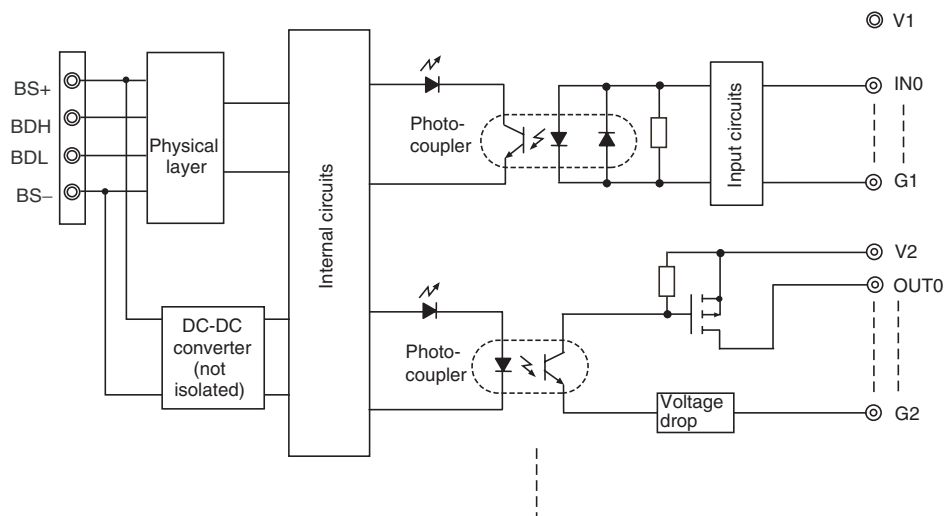 V1
BS+
BDH
BDL
BS–
Physical
layer
Internal circuits
Photo-
coupler
Input circuits
IN0
G1
DC-DC
converter
(not
isolated)
Photo-
coupler
Voltage
drop
V2
OUT0
G2